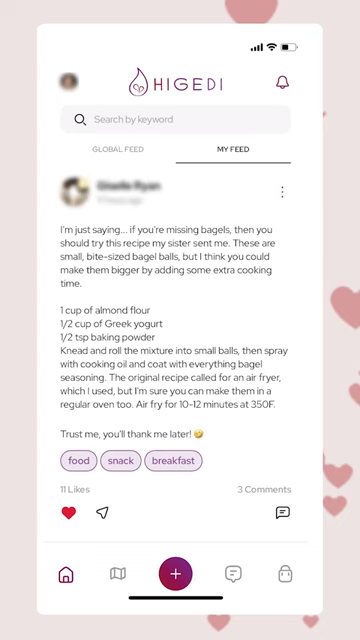 HIGEDI
Search by keyword
GLOBAL FEED
MY FEED
I'm just saying... if you're missing bagels, then you
should try this recipe my sister sent me. These are
small, bite-sized bagel balls, but I think you could
make them bigger by adding some extra cooking
time.
1 cup of almond flour
1/2 cup of Greek yogurt
1/2 tsp baking powder
Knead and roll the mixture into small balls, then spray
with cooking oil and coat with everything bagel
seasoning. The original recipe called for an air fryer,
which I used, but I'm sure you can make them in a
regular oven too. Air fry for 10-12 minutes at 350F.
Trust me, you'll thank me later! 🤣
food
snack
breakfast
11 Likes
3 Comments